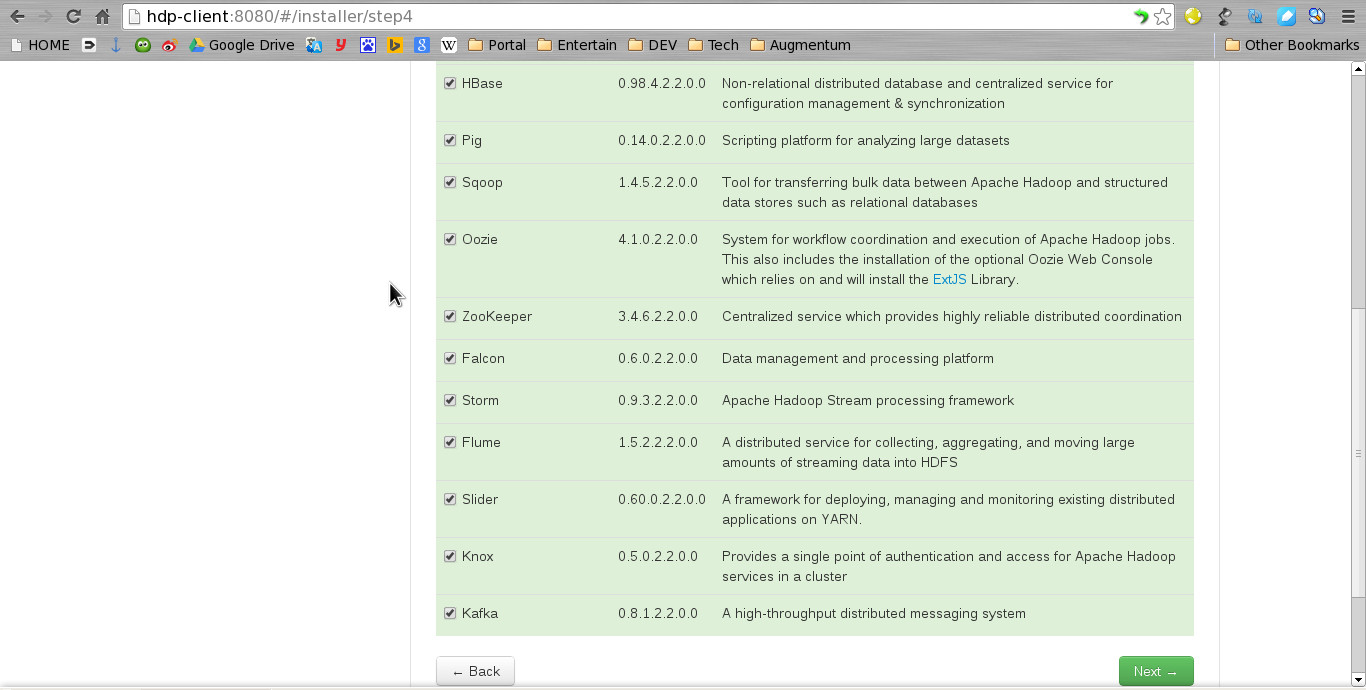 hdp-client:8080/#/installer/step4
HOME Google Drive Portal Entertain DEV Tech Augmentum Other Bookmarks
HBase 0.98.4.2.2.0.0 Non-relational distributed database and centralized service for
configuration management & synchronization
Pig 0.14.0.2.2.0.0 Scripting platform for analyzing large datasets
Sqoop 1.4.5.2.2.0.0 Tool for transferring bulk data between Apache Hadoop and structured
data stores such as relational databases
Oozie 4.1.0.2.2.0.0 System for workflow coordination and execution of Apache Hadoop jobs.
This also includes the installation of the optional Oozie Web Console
which relies on and will install the ExtJS Library.
ZooKeeper 3.4.6.2.2.0.0 Centralized service which provides highly reliable distributed coordination
Falcon 0.6.0.2.2.0.0 Data management and processing platform
Storm 0.9.3.2.2.0.0 Apache Hadoop Stream processing framework
Flume 1.5.2.2.2.0.0 A distributed service for collecting, aggregating, and moving large
amounts of streaming data into HDFS
Slider 0.60.0.2.2.0.0 A framework for deploying, managing and monitoring existing distributed
applications on YARN.
Knox 0.5.0.2.2.0.0 Provides a single point of authentication and access for Apache Hadoop
services in a cluster
Kafka 0.8.1.2.2.0.0 A high-throughput distributed messaging system
← Back Next →